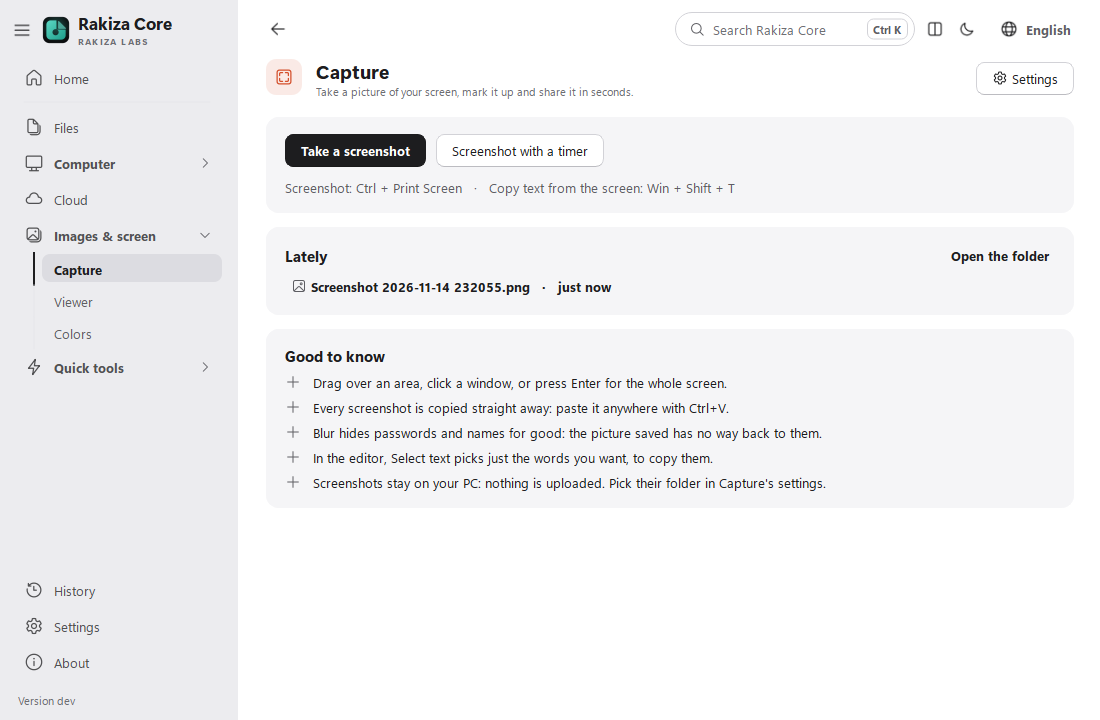 Rakiza Core
RAKIZA LABS
Home
Files
Computer
Cloud
Images & screen
Capture
Viewer
Colors
Quick tools
History
Settings
About
Version dev
Search Rakiza Core Ctrl K
English
Capture
Take a picture of your screen, mark it up and share it in seconds.
Settings
Take a screenshot
Screenshot with a timer
Screenshot: Ctrl + Print Screen · Copy text from the screen: Win + Shift + T
Lately
Open the folder
Screenshot 2026-11-14 232055.png · just now
Good to know
Drag over an area, click a window, or press Enter for the whole screen.
Every screenshot is copied straight away: paste it anywhere with Ctrl+V.
Blur hides passwords and names for good: the picture saved has no way back to them.
In the editor, Select text picks just the words you want, to copy them.
Screenshots stay on your PC: nothing is uploaded. Pick their folder in Capture's settings.